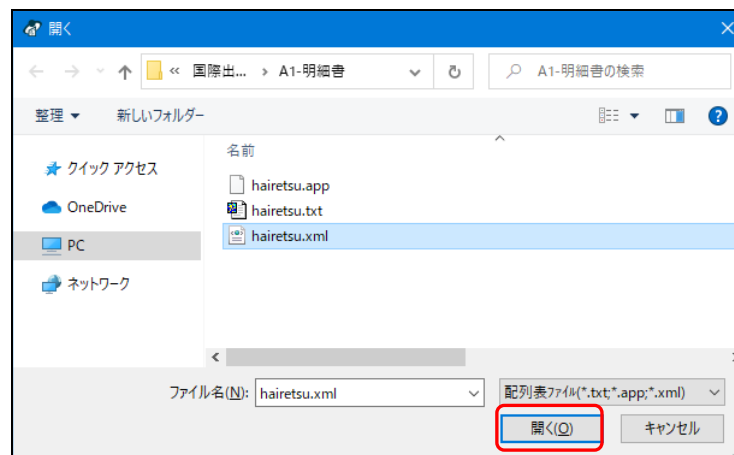 開く
« 国際出... › A1-明細書
A1-明細書の検索
整理 新しいフォルダー
クイック アクセス
OneDrive
PC
ネットワーク
名前
hairetsu.app
hairetsu.txt
hairetsu.xml
ファイル名(N): hairetsu.xml
配列表ファイル(*.txt;*.app;*.xml)
開く(O) キャンセル